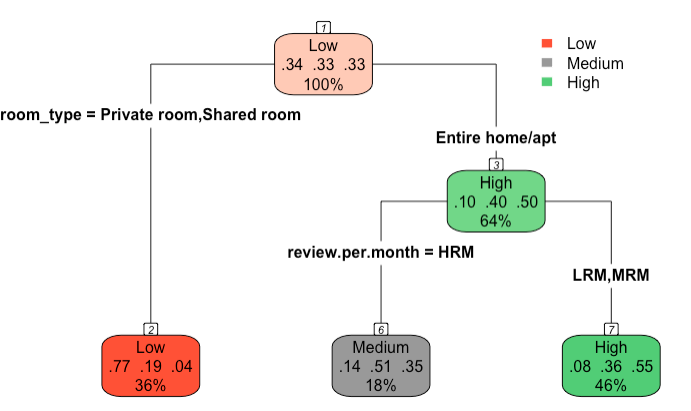 1
Low
.34 .33 .33
100%
Low
Medium
High
room_type = Private room,Shared room
Entire home/apt
3
High
.10 .40 .50
64%
review.per.month = HRM
LRM,MRM
2
Low
.77 .19 .04
36%
6
Medium
.14 .51 .35
18%
7
High
.08 .36 .55
46%